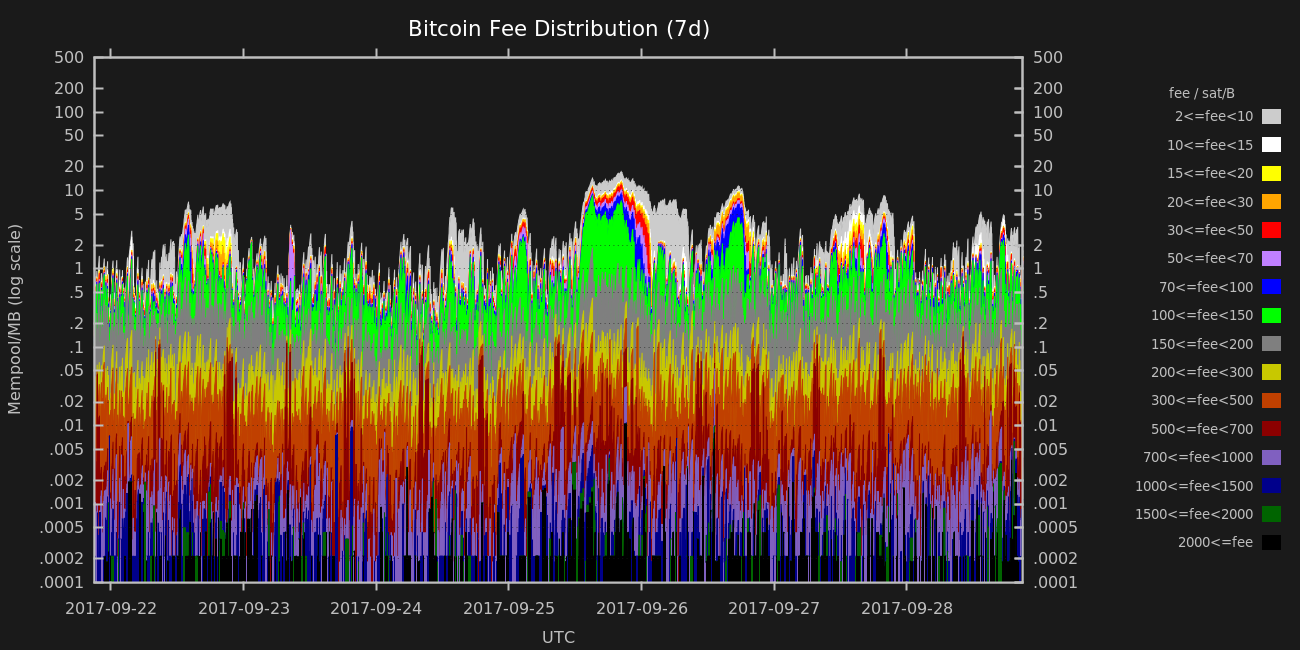 Bitcoin Fee Distribution (7d)
Mempool/MB (log scale)
500
200
100
50
20
10
5
2
1
.5
.2
.1
.05
.02
.01
.005
.002
.001
.0005
.0002
.0001
500
200
100
50
20
10
5
2
1
.5
.2
.1
.05
.02
.01
.005
.002
.001
.0005
.0002
.0001
2017-09-22 2017-09-23 2017-09-24 2017-09-25 2017-09-26 2017-09-27 2017-09-28
UTC
fee / sat/B
2<=fee<10
10<=fee<15
15<=fee<20
20<=fee<30
30<=fee<50
50<=fee<70
70<=fee<100
100<=fee<150
150<=fee<200
200<=fee<300
300<=fee<500
500<=fee<700
700<=fee<1000
1000<=fee<1500
1500<=fee<2000
2000<=fee